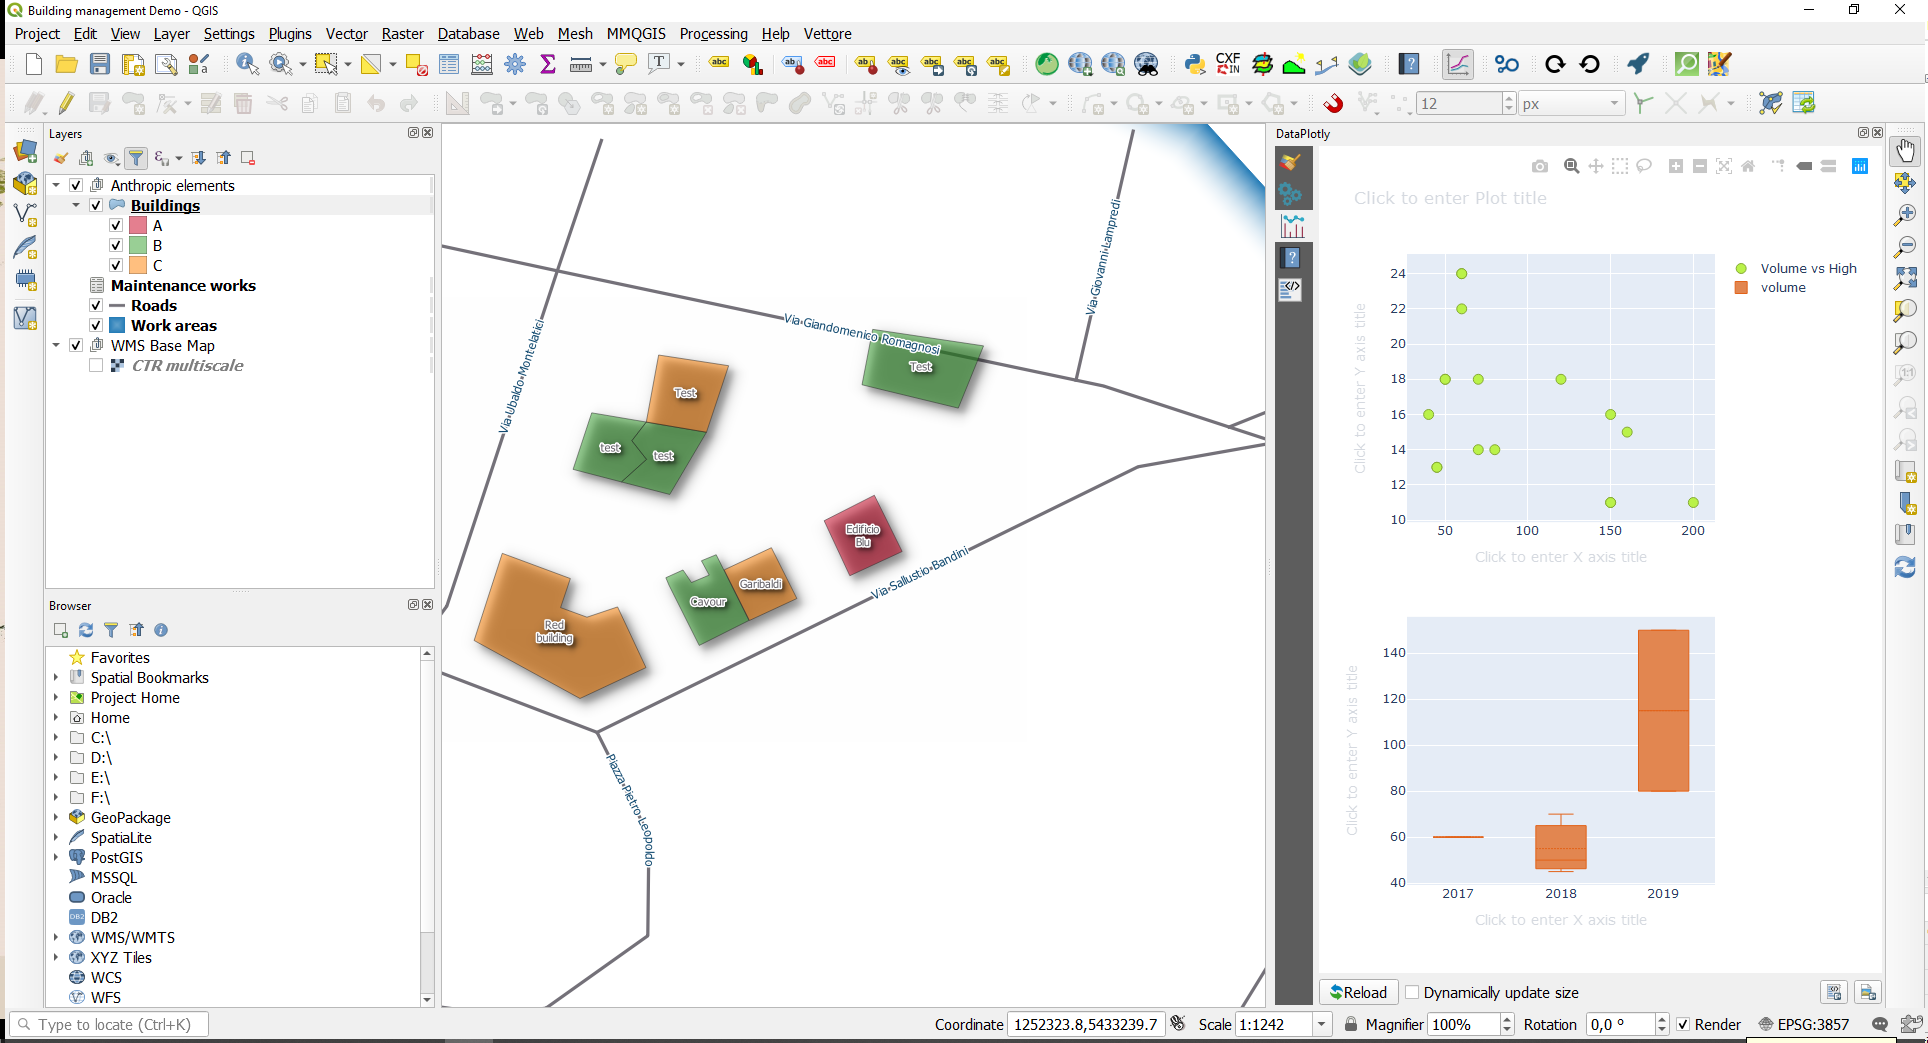 Building management Demo - QGIS
Project Edit View Layer Settings Plugins Vector Raster Database Web Mesh MMQGIS Processing Help Vettore
12 px
Layers
Anthropic elements
Buildings
A
B
C
Maintenance works
Roads
Work areas
WMS Base Map
CTR multiscale
Browser
Favorites
Spatial Bookmarks
Project Home
Home
C:\
D:\
E:\
F:\
GeoPackage
SpatiaLite
PostGIS
MSSQL
Oracle
DB2
WMS/WMTS
XYZ Tiles
WCS
WFS
Via Ubaldo Montelatici
Via Giandomenico Romagnosi
Via Giovanni Lampredi
Test
Test
test
test
Edificio
Blu
Garibaldi
Cavour
Red
building
Via Sallustio Bandini
Piazza Pietro Leopoldo
DataPlotly
Click to enter Plot title
Click to enter Y axis title
24
22
20
18
16
14
12
10
50 100 150 200
Click to enter X axis title
Volume vs High
volume
Click to enter Y axis title
140
120
100
80
60
40
2017 2018 2019
Click to enter X axis title
Reload Dynamically update size
Type to locate (Ctrl+K)
Coordinate 1252323.8,5433239.7 Scale 1:1242 Magnifier 100% Rotation 0,0 ° Render EPSG:3857